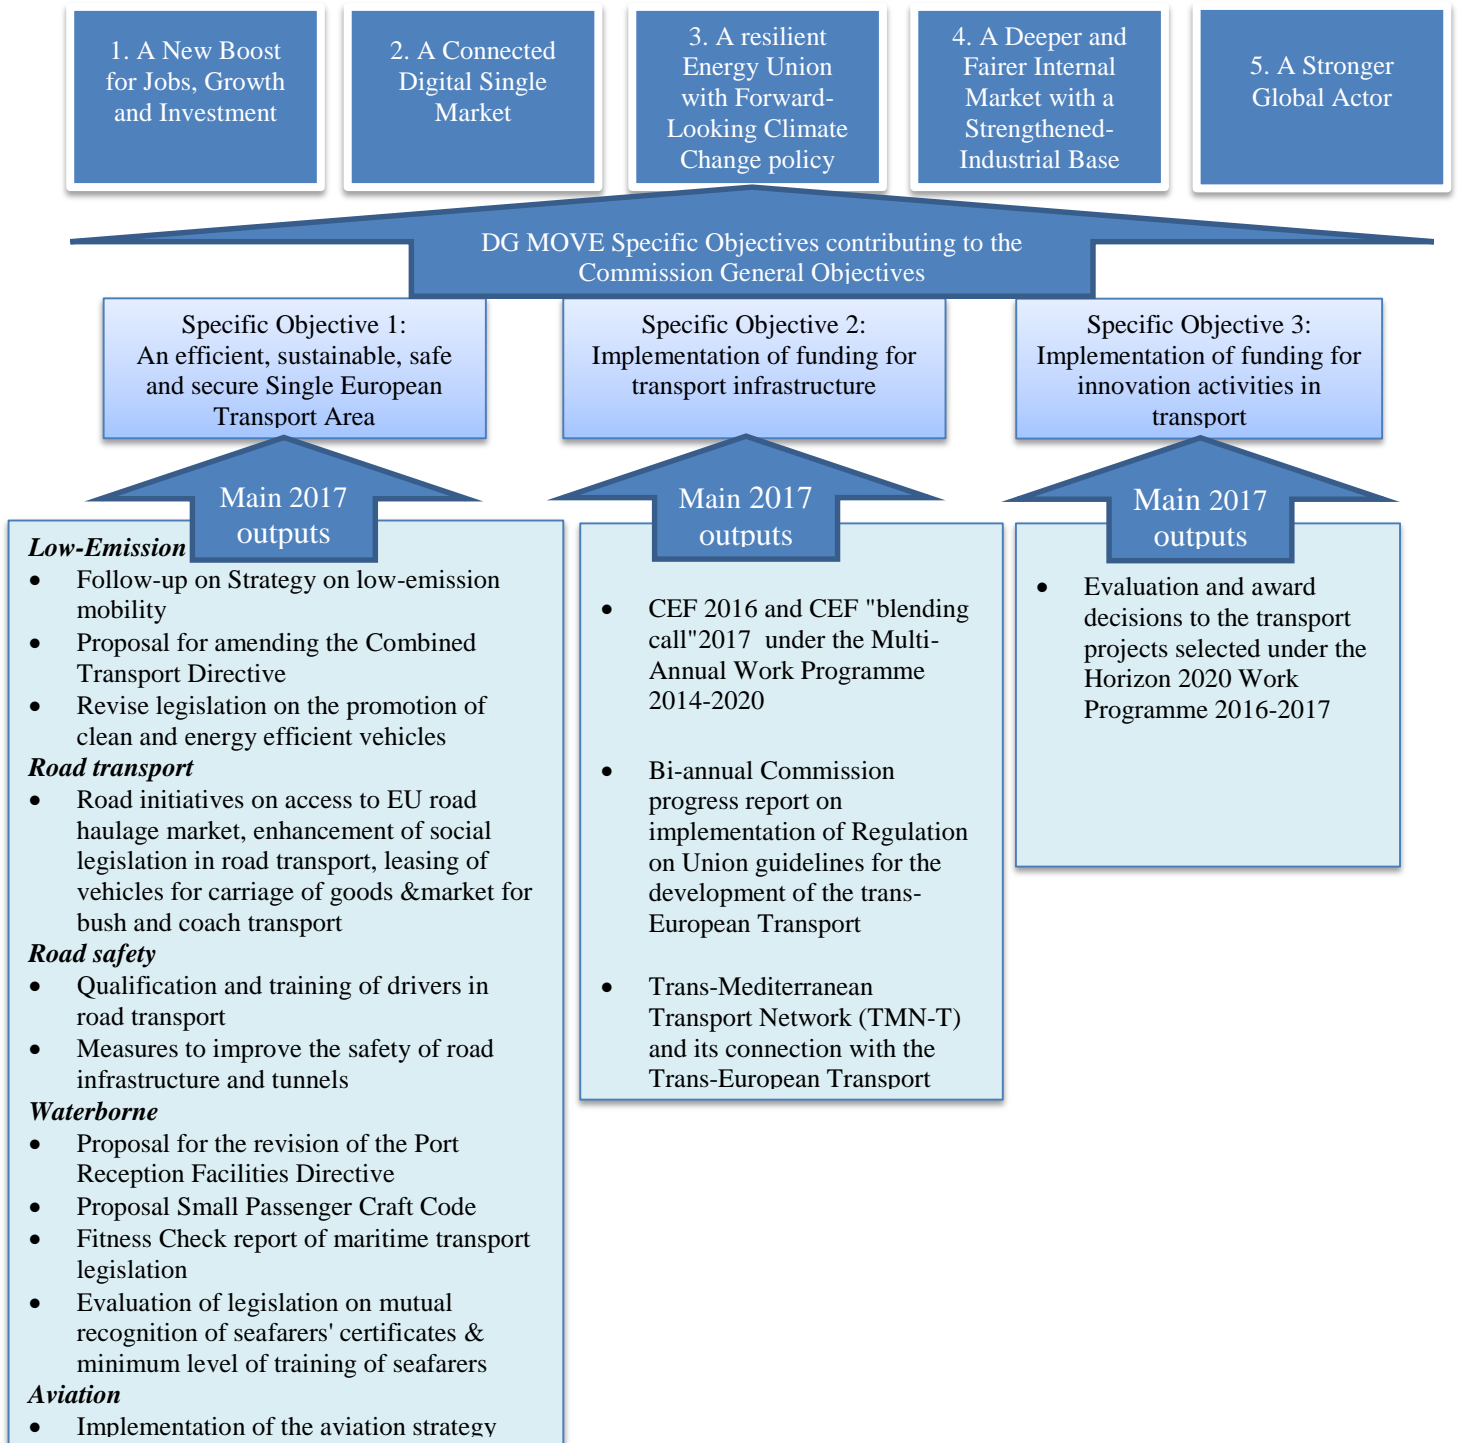 1. A New Boost
for Jobs, Growth
and Investment
2. A Connected
Digital Single
Market
3. A resilient
Energy Union
with Forward-
Looking Climate
Change policy
4. A Deeper and
Fairer Internal
Market with a
Strengthened-
Industrial Base
5. A Stronger
Global Actor
DG MOVE Specific Objectives contributing to the
Commission General Objectives
Specific Objective 1:
An efficient, sustainable, safe
and secure Single European
Transport Area
Specific Objective 2:
Implementation of funding for
transport infrastructure
Specific Objective 3:
Implementation of funding for
innovation activities in
transport
Main 2017
outputs
Low-Emission
• Follow-up on Strategy on low-emission
mobility
• Proposal for amending the Combined
Transport Directive
• Revise legislation on the promotion of
clean and energy efficient vehicles
Road transport
• Road initiatives on access to EU road
haulage market, enhancement of social
legislation in road transport, leasing of
vehicles for carriage of goods &market for
bush and coach transport
Road safety
• Qualification and training of drivers in
road transport
• Measures to improve the safety of road
infrastructure and tunnels
Waterborne
• Proposal for the revision of the Port
Reception Facilities Directive
• Proposal Small Passenger Craft Code
• Fitness Check report of maritime transport
legislation
• Evaluation of legislation on mutual
recognition of seafarers' certificates &
minimum level of training of seafarers
Aviation
• Implementation of the aviation strategy
Main 2017
outputs
• CEF 2016 and CEF "blending
call"2017 under the Multi-
Annual Work Programme
2014-2020
• Bi-annual Commission
progress report on
implementation of Regulation
on Union guidelines for the
development of the trans-
European Transport
• Trans-Mediterranean
Transport Network (TMN-T)
and its connection with the
Trans-European Transport
Main 2017
outputs
• Evaluation and award
decisions to the transport
projects selected under the
Horizon 2020 Work
Programme 2016-2017